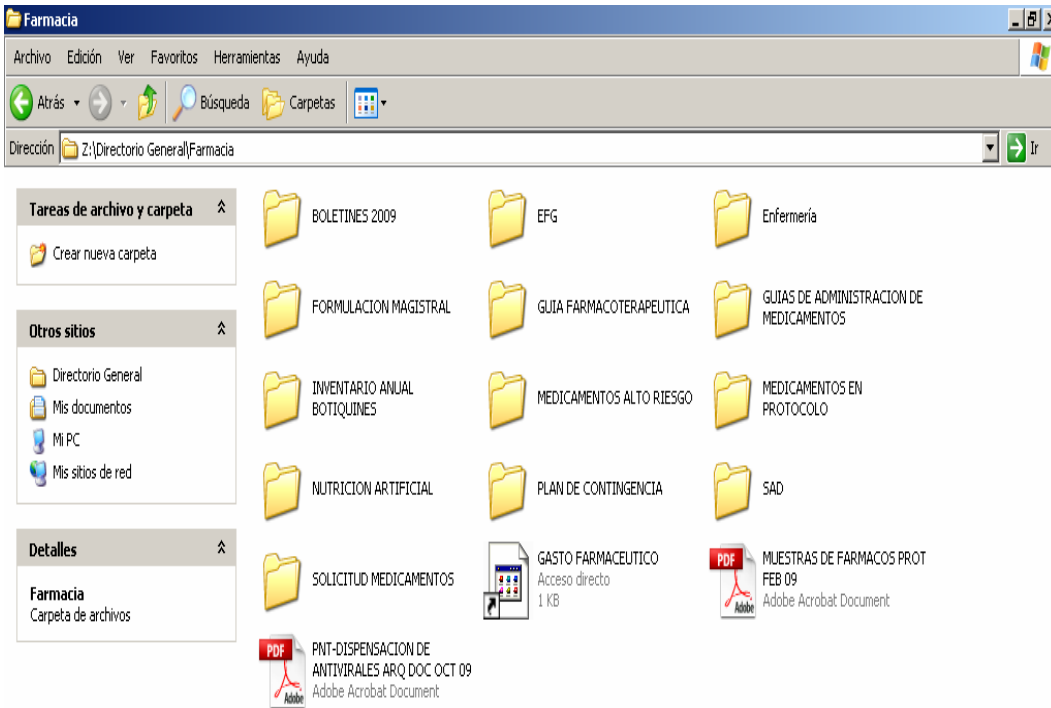 Farmacia
Archivo Edición Ver Favoritos Herramientas Ayuda
Atrás Búsqueda Carpetas
Dirección Z:\Directorio General\Farmacia Ir
Tareas de archivo y carpeta
Crear nueva carpeta
Otros sitios
Directorio General
Mis documentos
Mi PC
Mis sitios de red
Detalles
Farmacia
Carpeta de archivos
BOLETINES 2009
EFG
Enfermería
FORMULACION MAGISTRAL
GUIA FARMACOTERAPEUTICA
GUIAS DE ADMINISTRACION DE
MEDICAMENTOS
INVENTARIO ANUAL
BOTIQUINES
MEDICAMENTOS ALTO RIESGO
MEDICAMENTOS EN
PROTOCOLO
NUTRICION ARTIFICIAL
PLAN DE CONTINGENCIA
SAD
SOLICITUD MEDICAMENTOS
GASTO FARMACEUTICO
Acceso directo
1 KB
PDF
Adobe
MUESTRAS DE FARMACOS PROT
FEB 09
Adobe Acrobat Document
PDF
Adobe
PNT-DISPENSACION DE
ANTIVIRALES ARQ DOC OCT 09
Adobe Acrobat Document